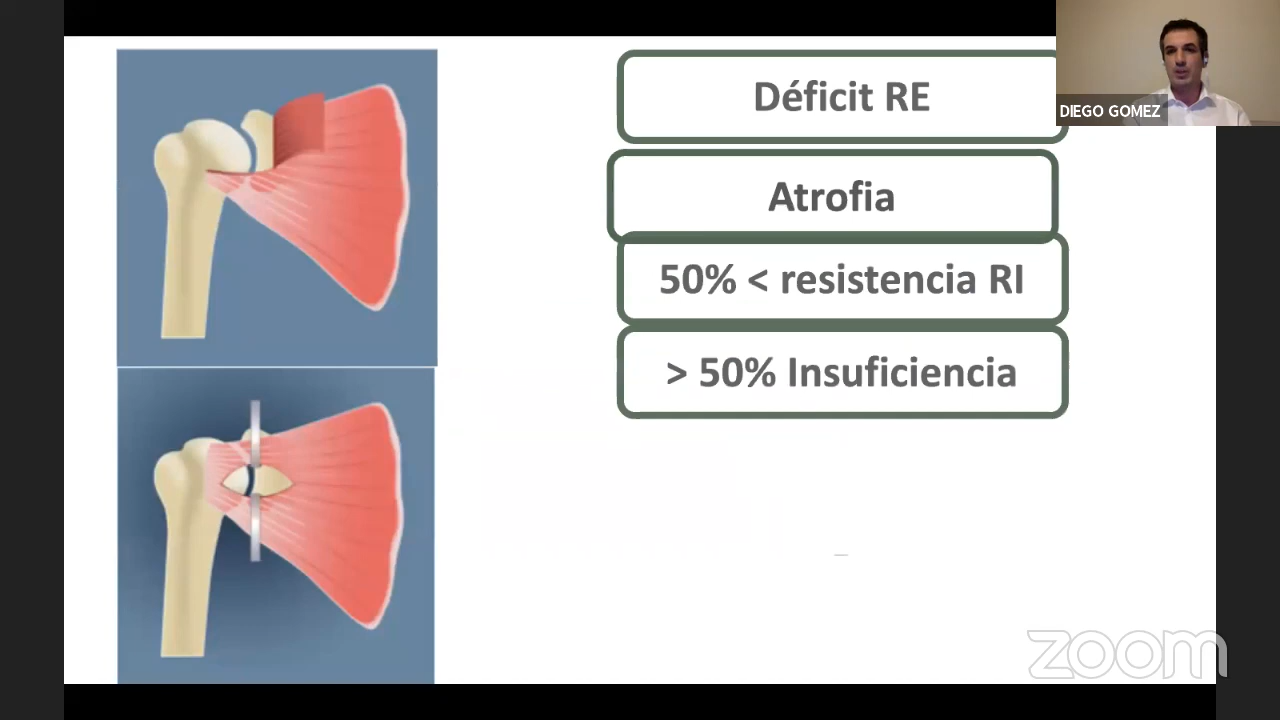 Déficit RE
DIEGO GOMEZ
Atrofia
50% < resistencia RI
> 50% Insuficiencia
zoom